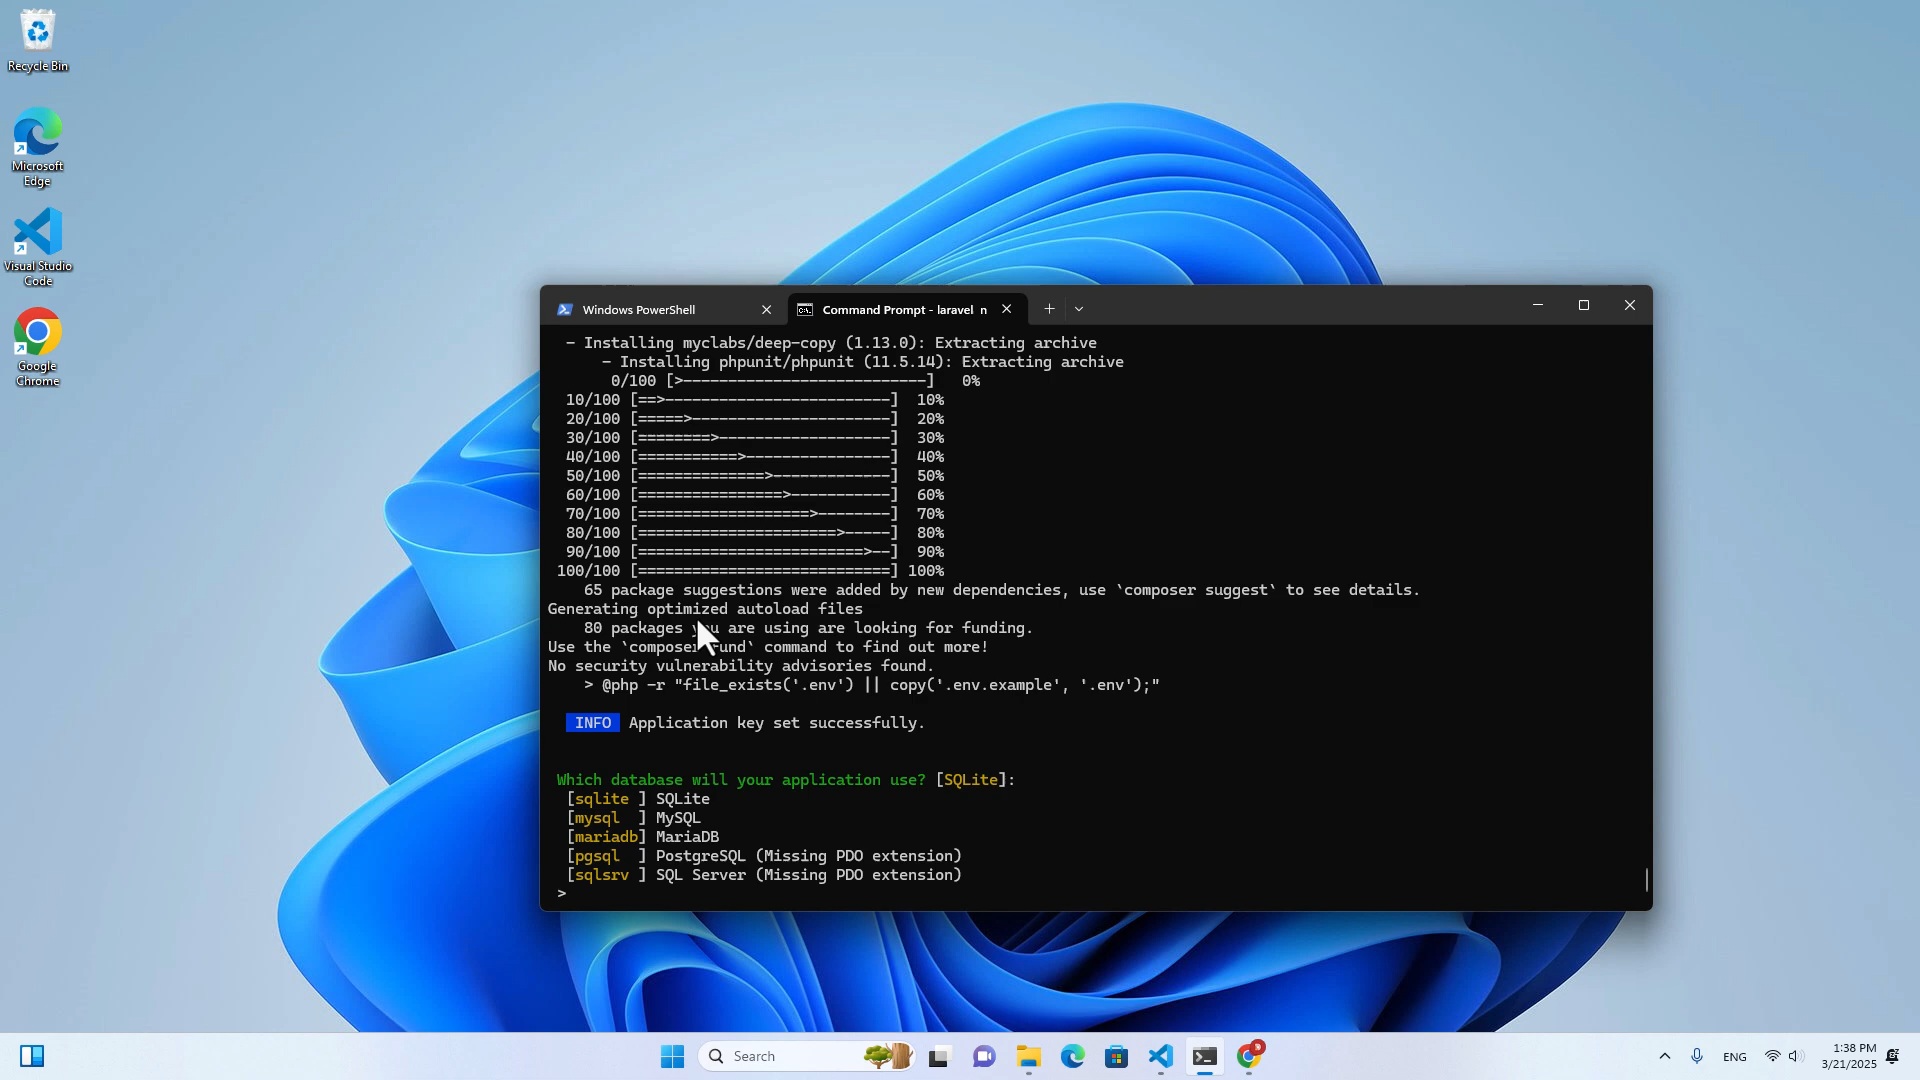 Recycle Bin
Microsoft
Edge
Visual Studio
Code
Google
Chrome
Windows PowerShell
Command Prompt - laravel n
- Installing myclabs/deep-copy (1.13.0): Extracting archive
- Installing phpunit/phpunit (11.5.14): Extracting archive
0/100 [>---------------------------] 0%
10/100 [==>-------------------------] 10%
20/100 [=====>----------------------] 20%
30/100 [========>-------------------] 30%
40/100 [===========>----------------] 40%
50/100 [==============>-------------] 50%
60/100 [================>-----------] 60%
70/100 [===================>--------] 70%
80/100 [======================>-----] 80%
90/100 [=========================>--] 90%
100/100 [============================] 100%
65 package suggestions were added by new dependencies, use `composer suggest` to see details.
Generating optimized autoload files
80 packages you are using are looking for funding.
Use the `composer fund` command to find out more!
No security vulnerability advisories found.
> @php -r "file_exists('.env') || copy('.env.example', '.env');"
INFO Application key set successfully.
Which database will your application use? [SQLite]:
[sqlite ] SQLite
[mysql  ] MySQL
[mariadb] MariaDB
[pgsql  ] PostgreSQL (Missing PDO extension)
[sqlsrv ] SQL Server (Missing PDO extension)
>
Search
ENG
1:38 PM
3/21/2025